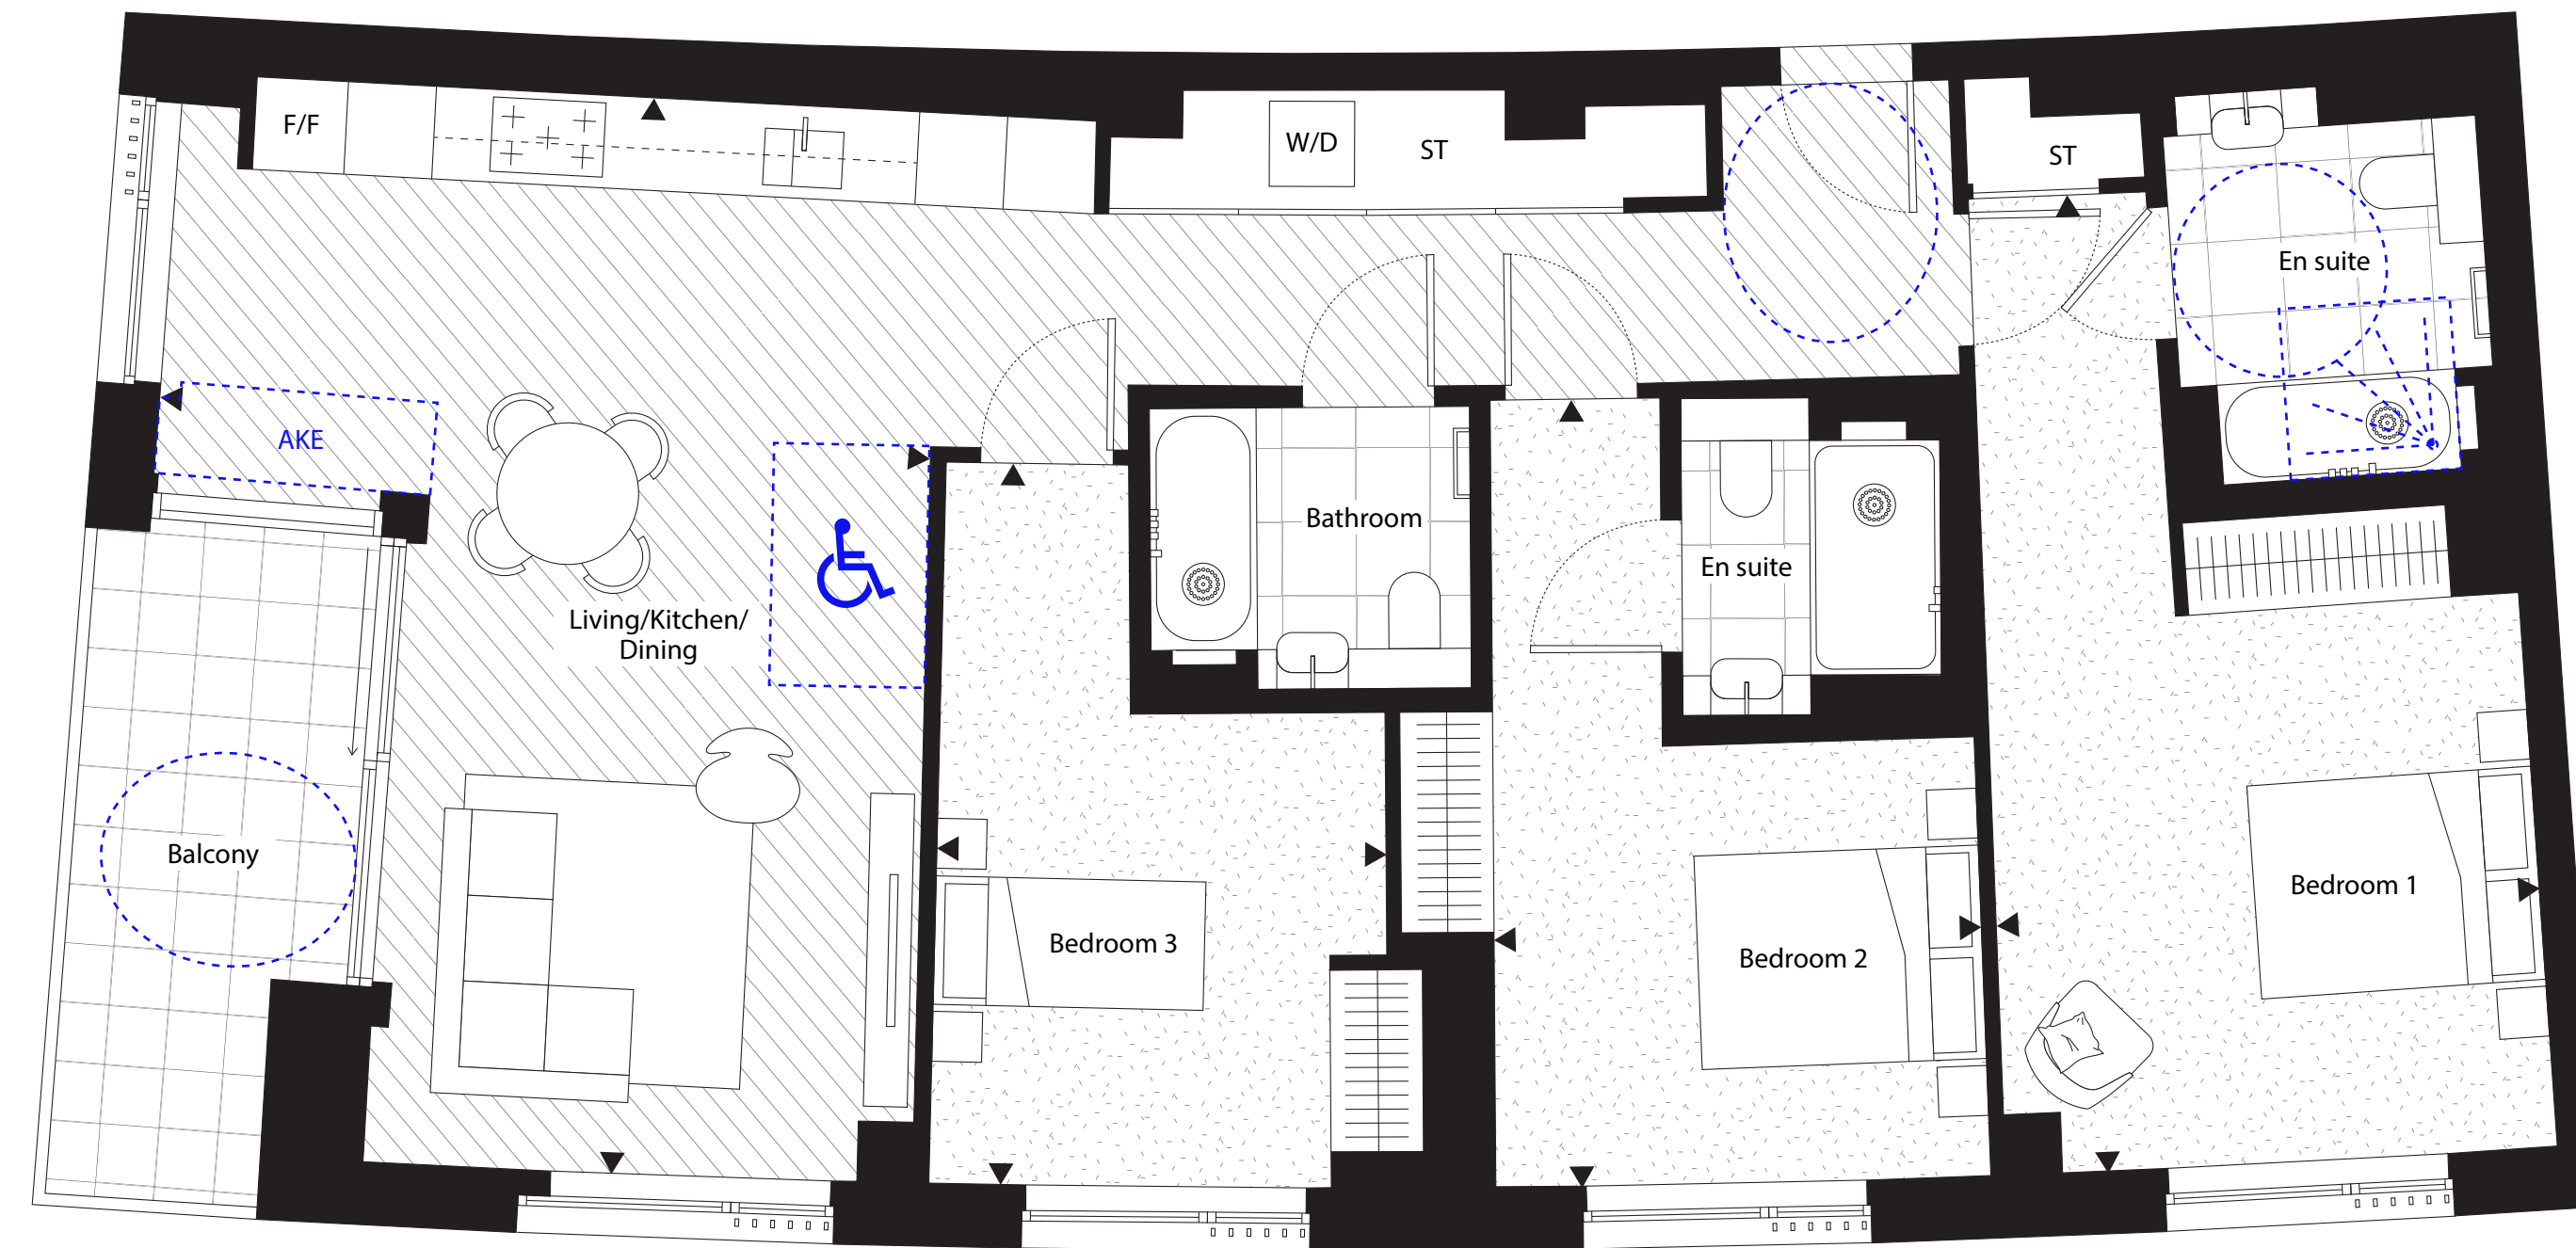 F/F
W/D
ST
ST
En suite
AKE
Bathroom
En suite
Living/Kitchen/
Dining
Balcony
Bedroom 1
Bedroom 3
Bedroom 2